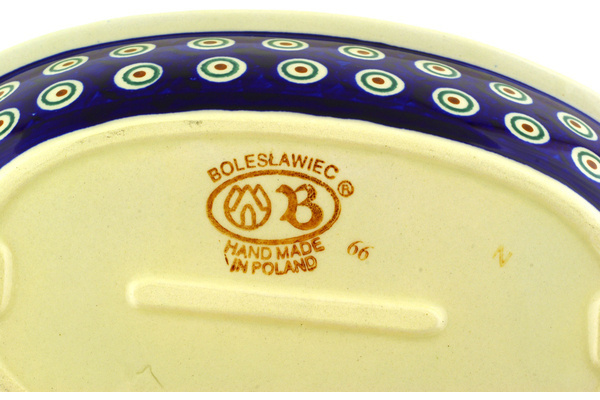 BOLESŁAWIEC
B ®
HAND MADE
IN POLAND
66
N